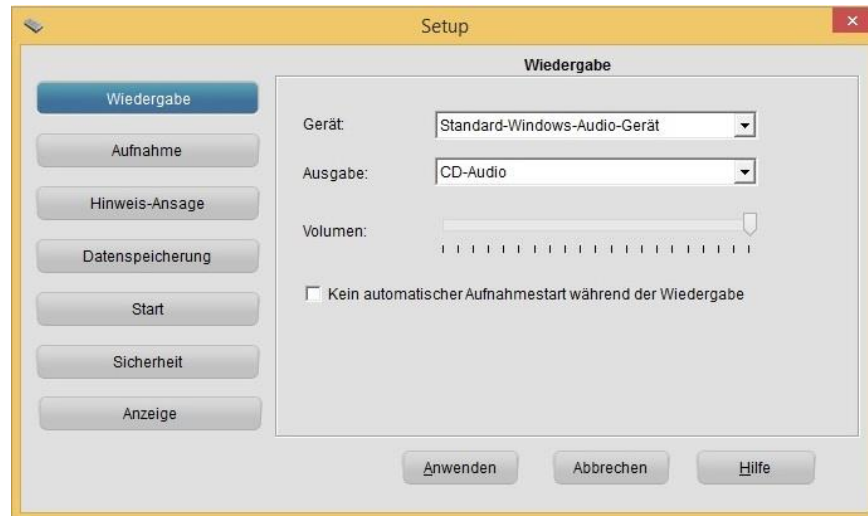 Setup
Wiedergabe
Aufnahme
Hinweis-Ansage
Datenspeicherung
Start
Sicherheit
Anzeige
Wiedergabe
Gerät:
Standard-Windows-Audio-Gerät
Ausgabe:
CD-Audio
Volumen:
Kein automatischer Aufnahmestart während der Wiedergabe
Anwenden
Abbrechen
Hilfe